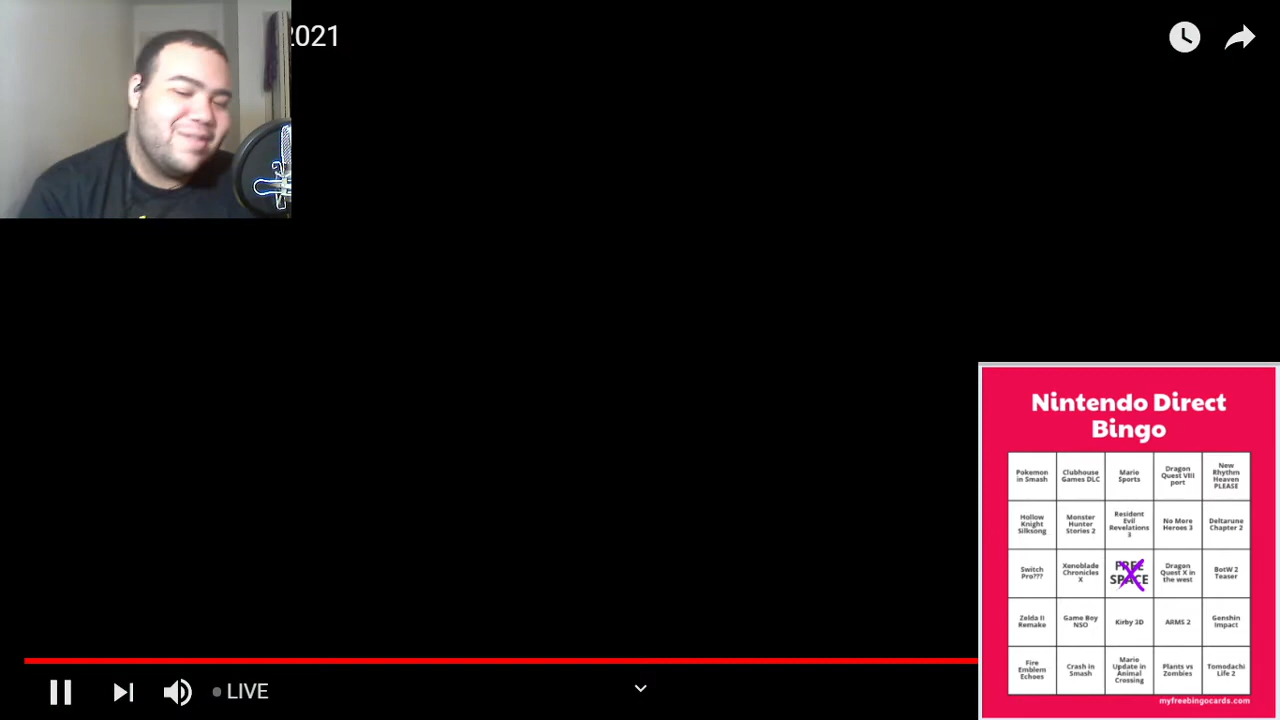 2021
Nintendo Direct
Bingo
Pokemon
in Smash
Clubhouse
Games DLC
Mario
Sports
Dragon
Quest VIII
port
New
Rhythm
Heaven
PLEASE
Hollow
Knight
Silksong
Monster
Hunter
Stories 2
Resident
Evil
Revelations
3
No More
Heroes 3
Deltarune
Chapter 2
Switch
Pro???
Xenoblade
Chronicles
X
FREE
SPACE
Dragon
Quest X in
the west
BotW 2
Teaser
Zelda II
Remake
Game Boy
NSO
Kirby 3D
ARMS 2
Genshin
Impact
Fire
Emblem
Echoes
Crash in
Smash
Mario
Update in
Animal
Crossing
Plants vs
Zombies
Tomodachi
Life 2
myfreebingocards.com
LIVE